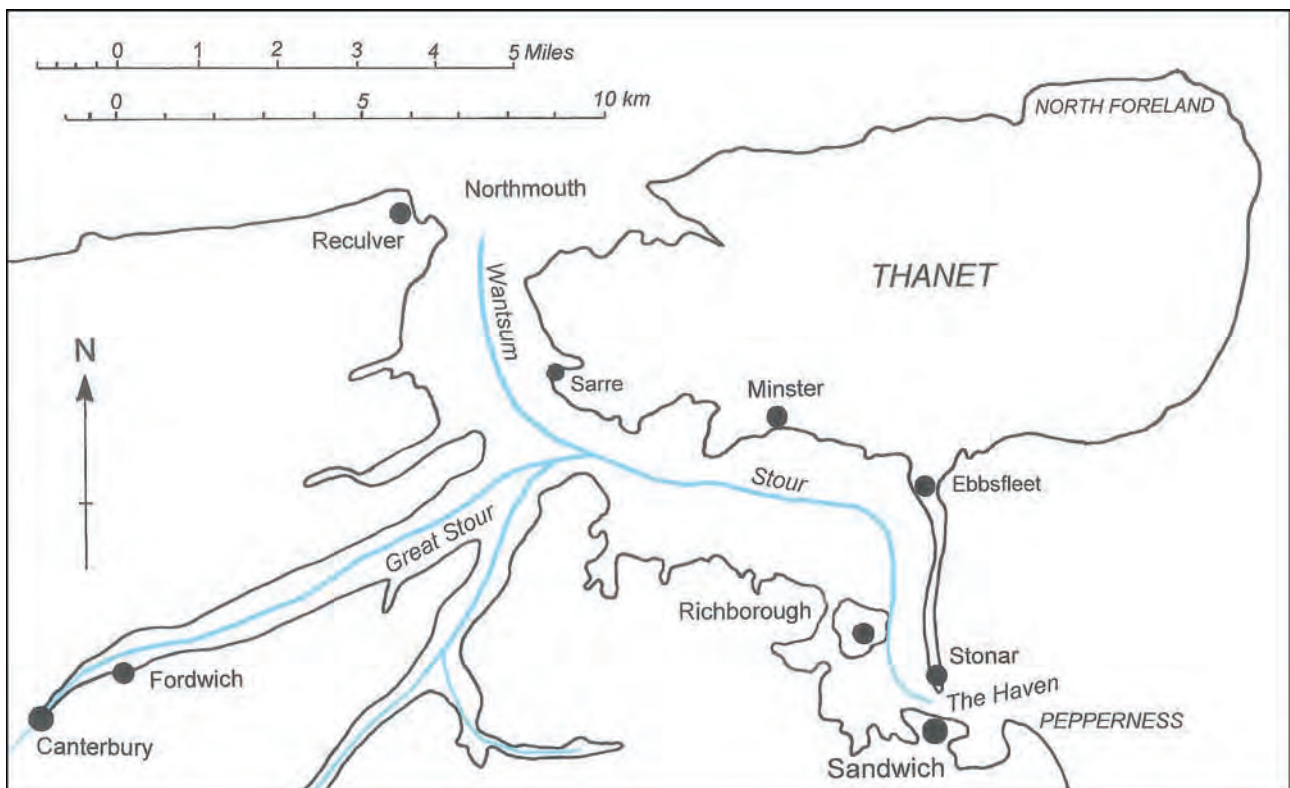 0 1 2 3 4 5 Miles
0 5 10 km
NORTH FORELAND
Northmouth
Reculver
THANET
Wantsum
N
Sarre
Minster
Stour
Ebbsfleet
Great Stour
Richborough
Stonar
Fordwich
The Haven
PEPPERNESS
Canterbury
Sandwich